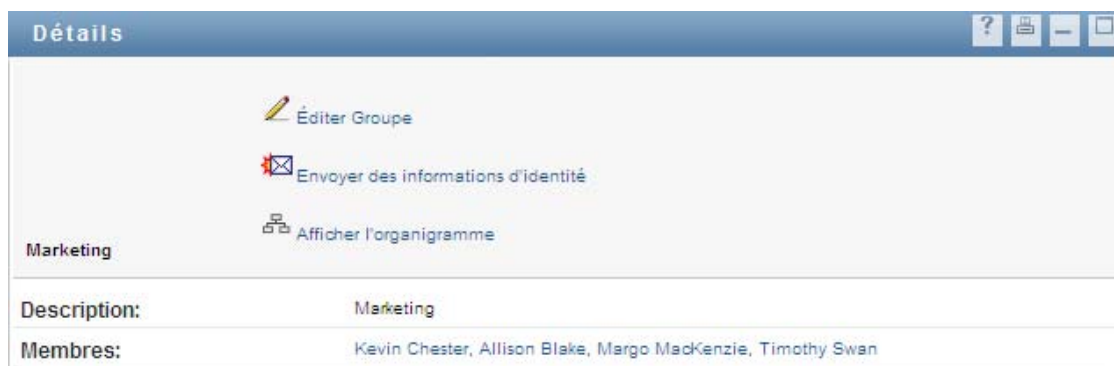 Détails
?
Éditer Groupe
Envoyer des informations d'identité
Afficher l'organigramme
Marketing
Description: Marketing
Membres: Kevin Chester, Allison Blake, Margo MacKenzie, Timothy Swan